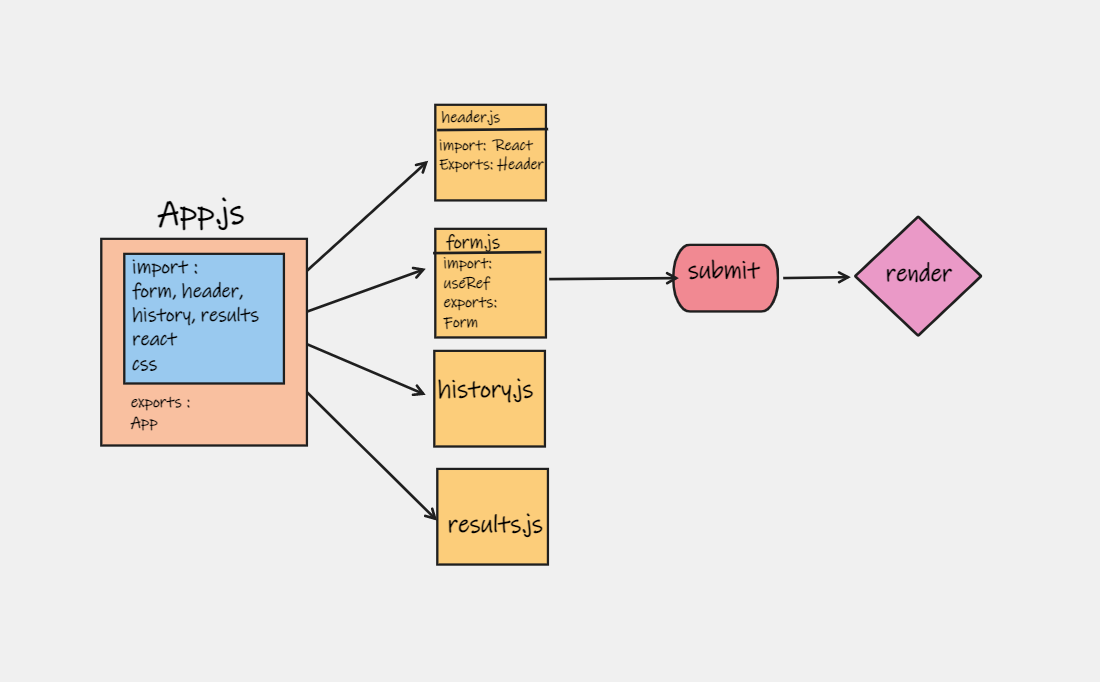 App.js
import :
form, header,
history, results
react
css
exports :
App
header.js
import: React
Exports: Header
form.js
import:
useRef
exports:
Form
history.js
results.js
submit
render